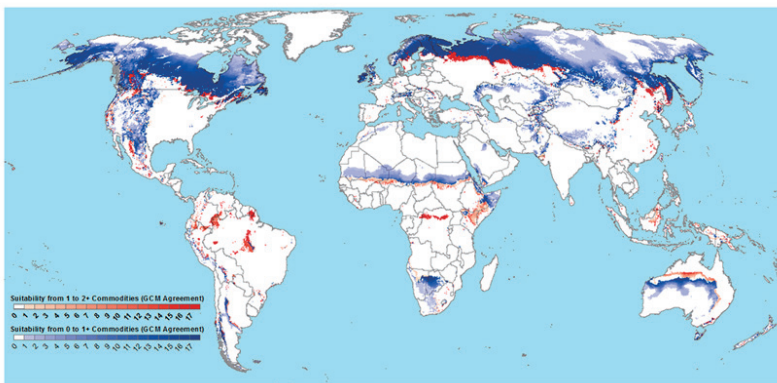 Suitability from 1 to 2+ Commodities (GCM Agreement)
0 1 2 3 4 5 6 7 8 9 10 11 12 13 14 15 16 17
Suitability from 0 to 1+ Commodities (GCM Agreement)
0 1 2 3 4 5 6 7 8 9 10 11 12 13 14 15 16 17